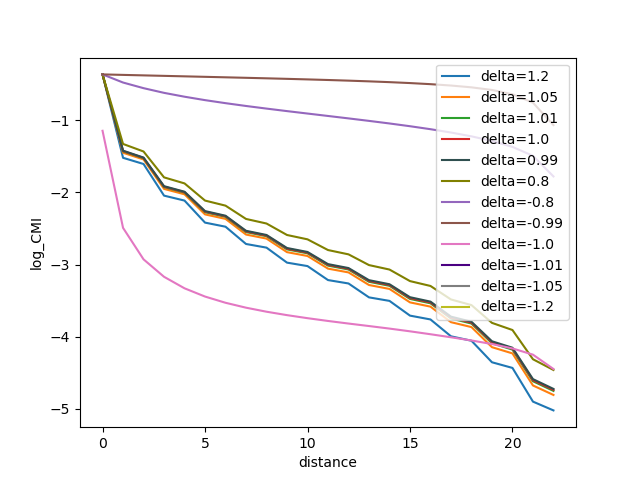 log_CMI
−1
−2
−3
−4
−5
0
5
10
15
20
distance
delta=1.2
delta=1.05
delta=1.01
delta=1.0
delta=0.99
delta=0.8
delta=-0.8
delta=-0.99
delta=-1.0
delta=-1.01
delta=-1.05
delta=-1.2